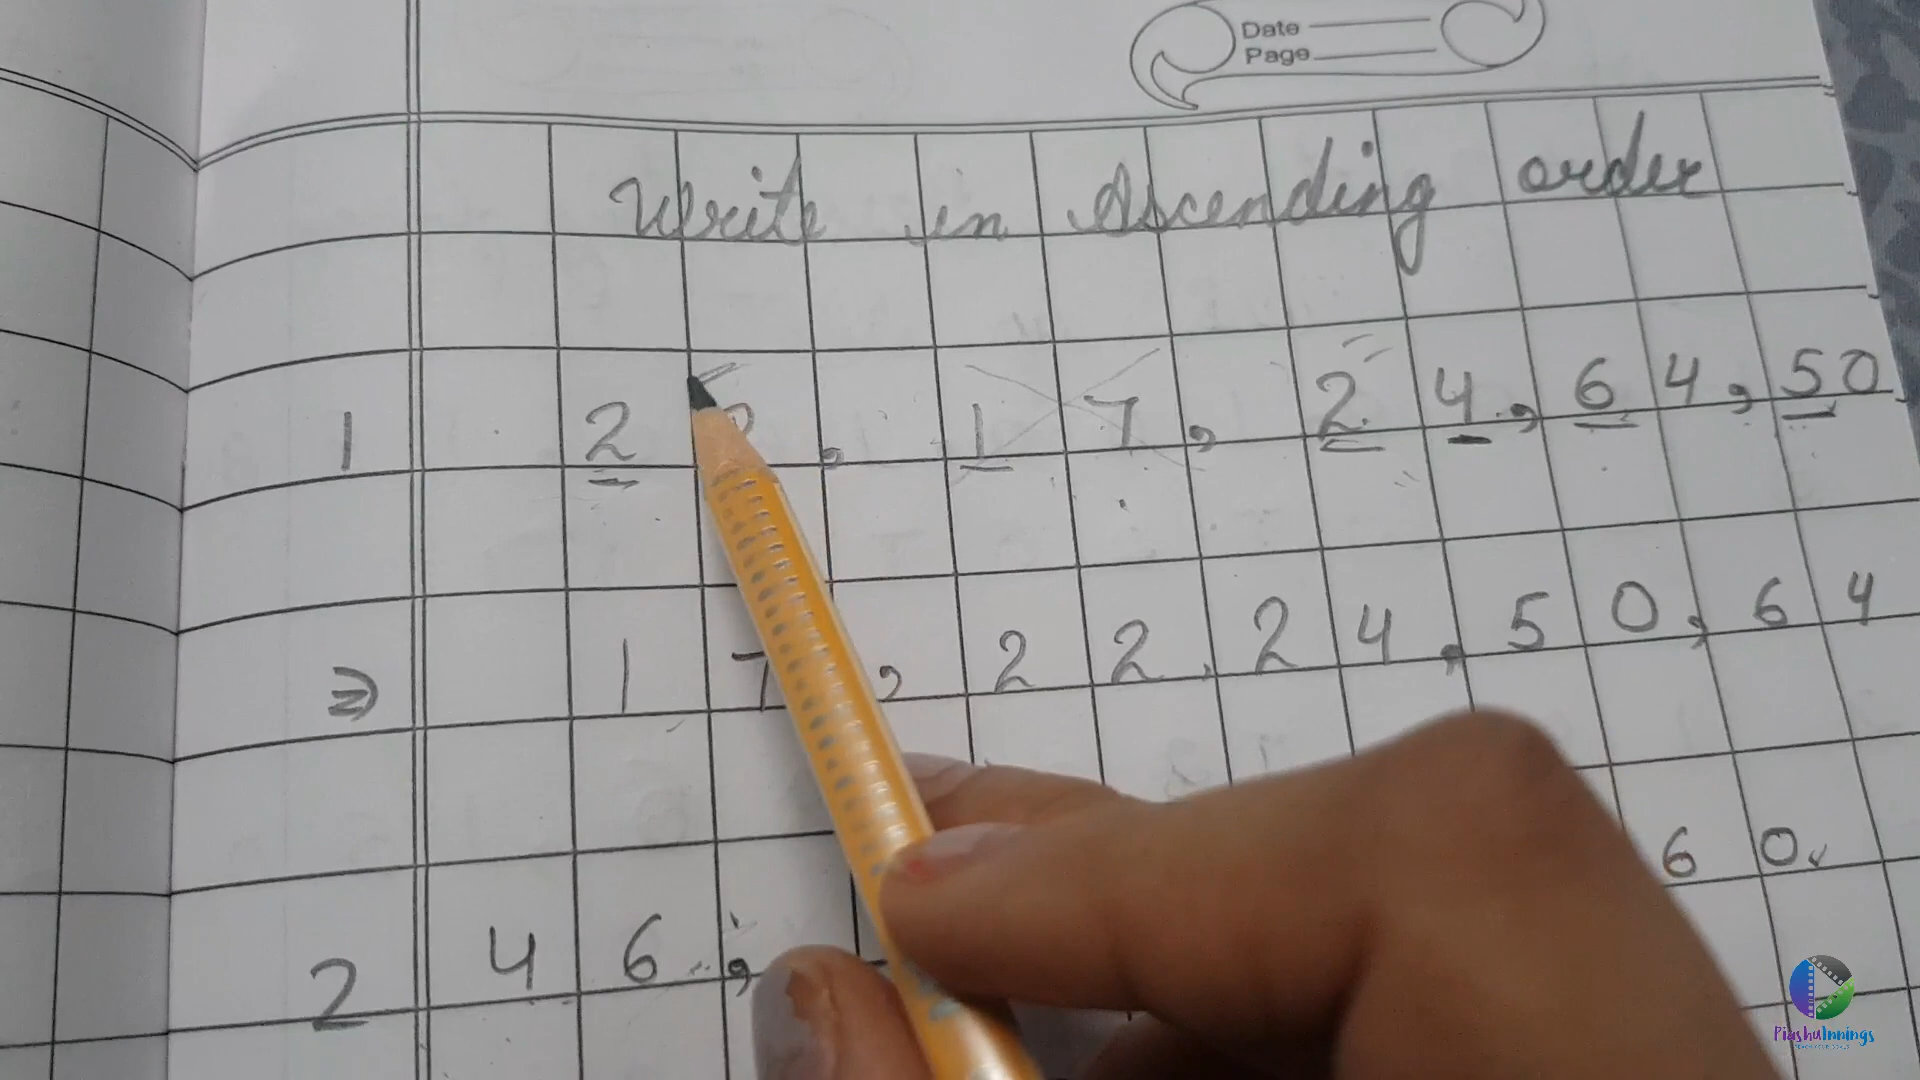 Date
Page
Write in Ascending order
1 22, 17, 24, 64, 50
⇒ 17, 22, 24, 50, 64
60
2 46,
PiashuInnings